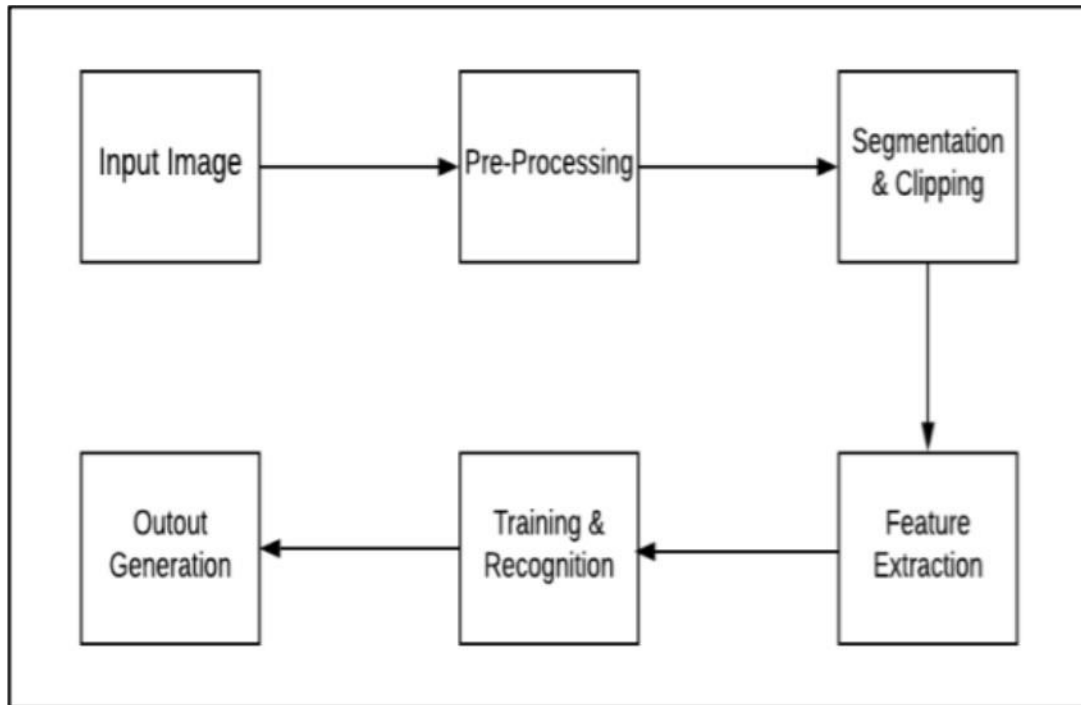 Input Image
Pre-Processing
Segmentation
& Clipping
Feature
Extraction
Training &
Recognition
Outout
Generation